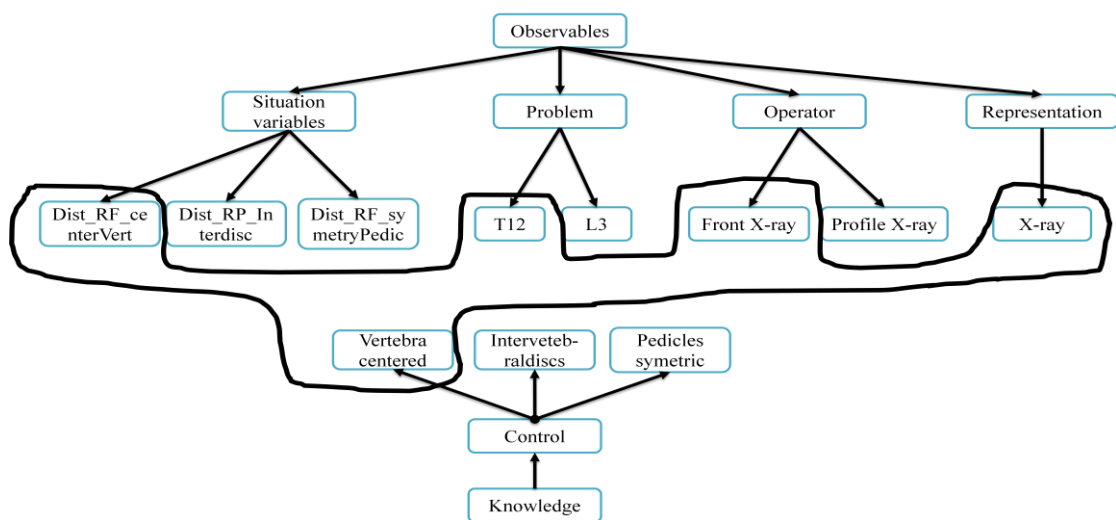 Observables
Situation
variables
Problem
Operator
Representation
Dist_RF_ce
nterVert
Dist_RP_In
terdisc
Dist_RF_sy
metryPedic
T12
L3
Front X-ray
Profile X-ray
X-ray
Vertebra
centered
Interveteb-
raldiscs
Pedicles
symetric
Control
Knowledge